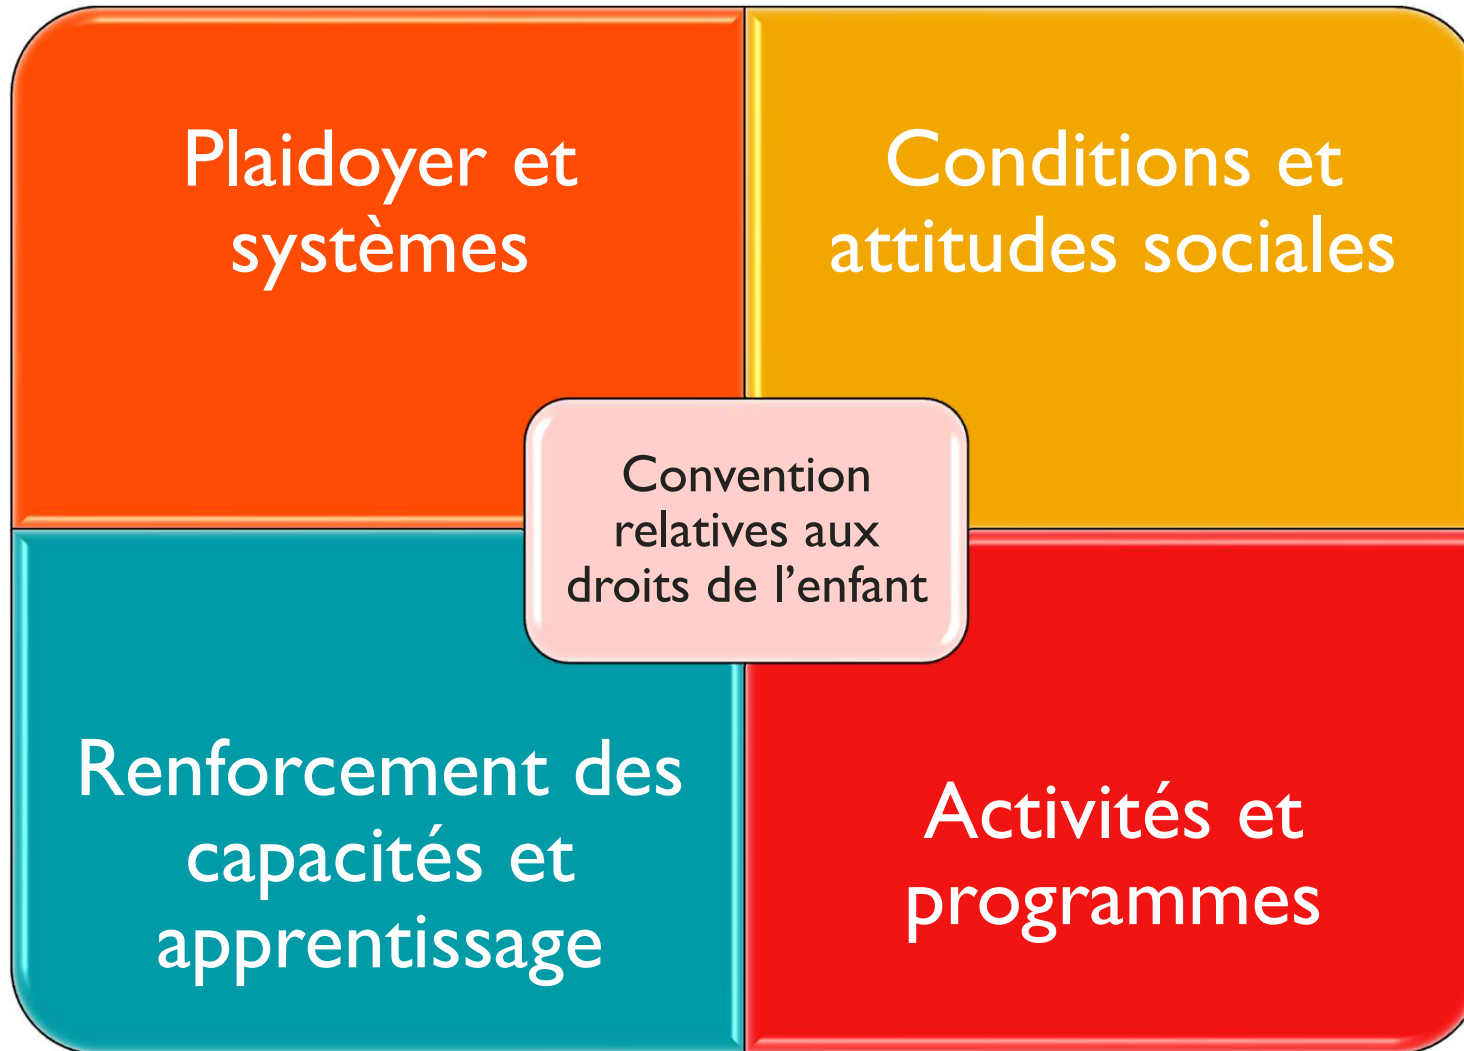 Plaidoyer et
systèmes
Conditions et
attitudes sociales
Convention
relatives aux
droits de l’enfant
Renforcement des
capacités et
apprentissage
Activités et
programmes